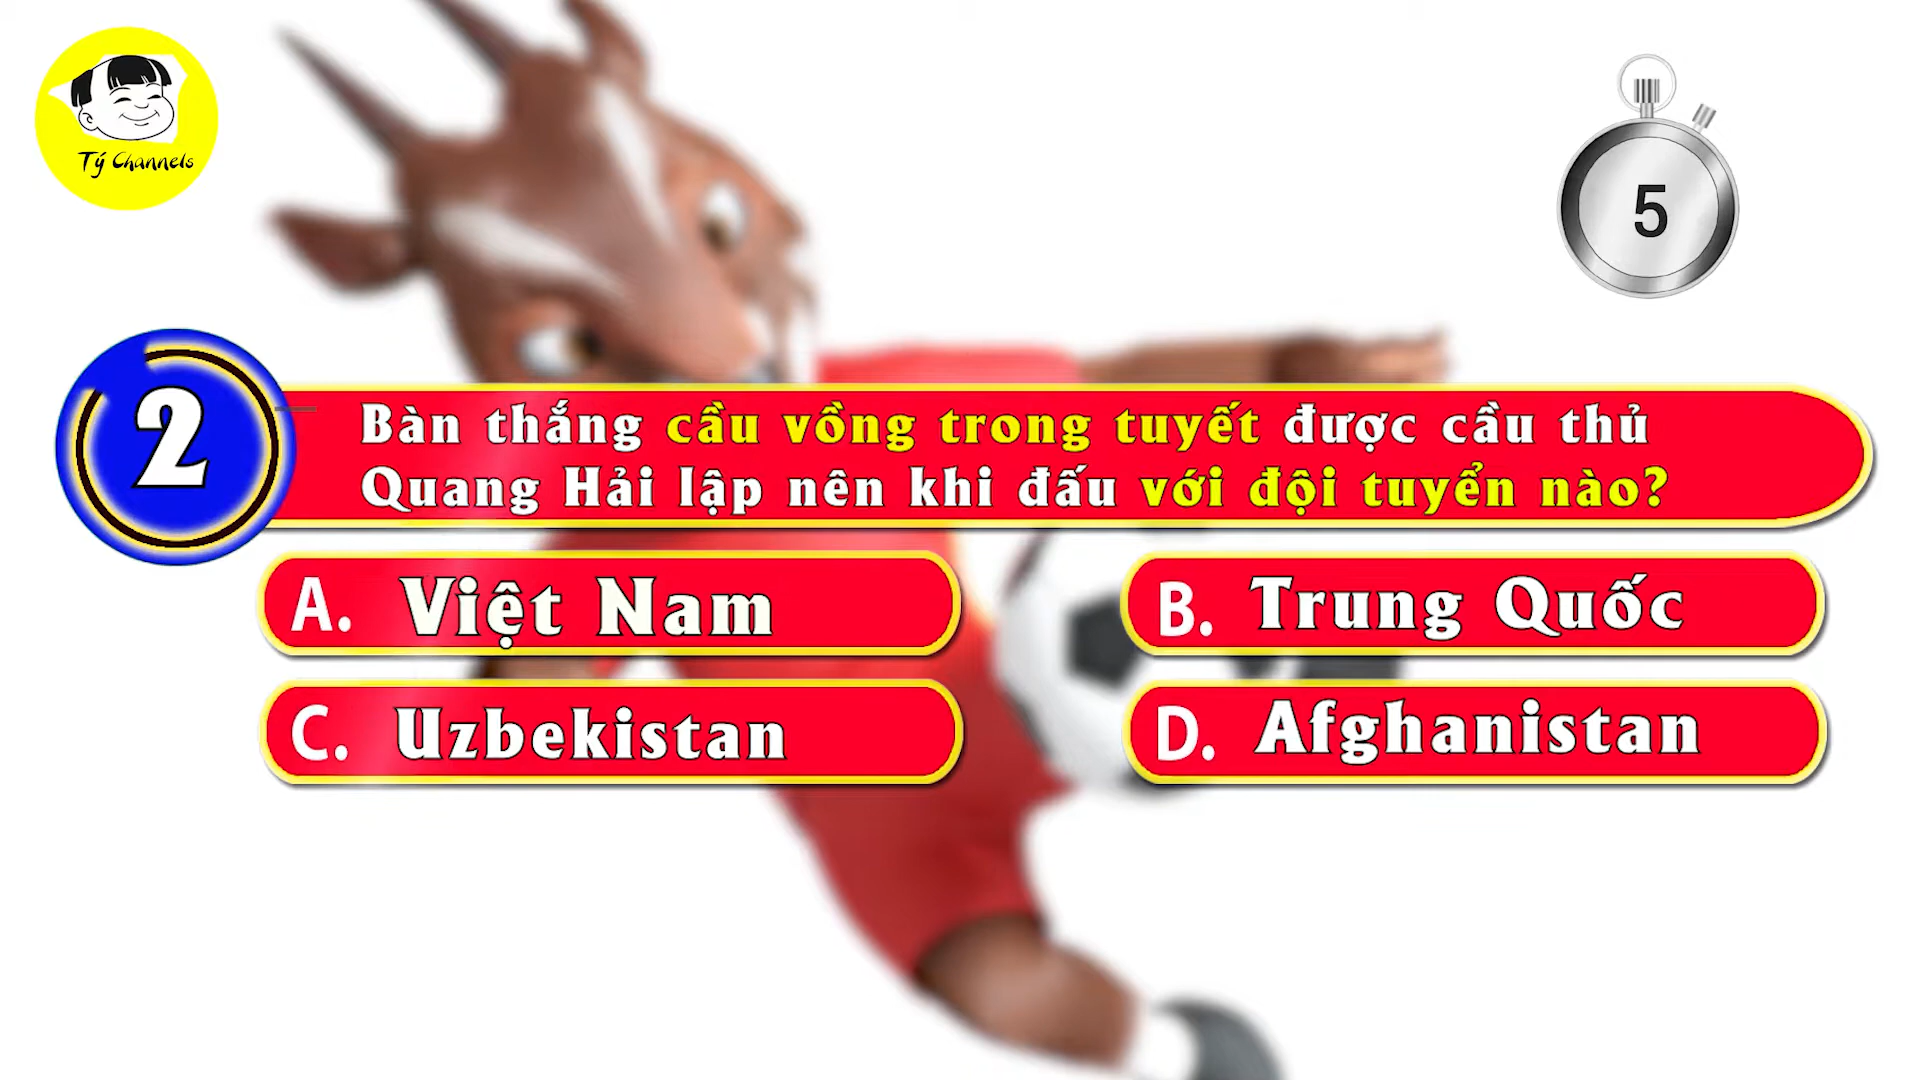 Tý Channels
5
2
Bàn thắng cầu vồng trong tuyết được cầu thủ
Quang Hải lập nên khi đấu với đội tuyển nào?
A. Việt Nam
B. Trung Quốc
C. Uzbekistan
D. Afghanistan